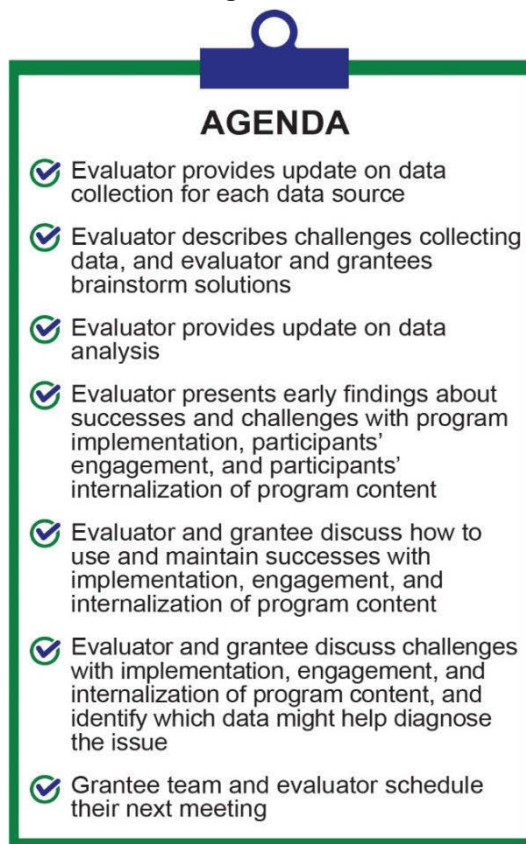 AGENDA
Evaluator provides update on data
collection for each data source
Evaluator describes challenges collecting
data, and evaluator and grantees
brainstorm solutions
Evaluator provides update on data
analysis
Evaluator presents early findings about
successes and challenges with program
implementation, participants’
engagement, and participants’
internalization of program content
Evaluator and grantee discuss how to
use and maintain successes with
implementation, engagement, and
internalization of program content
Evaluator and grantee discuss challenges
with implementation, engagement, and
internalization of program content, and
identify which data might help diagnose
the issue
Grantee team and evaluator schedule
their next meeting